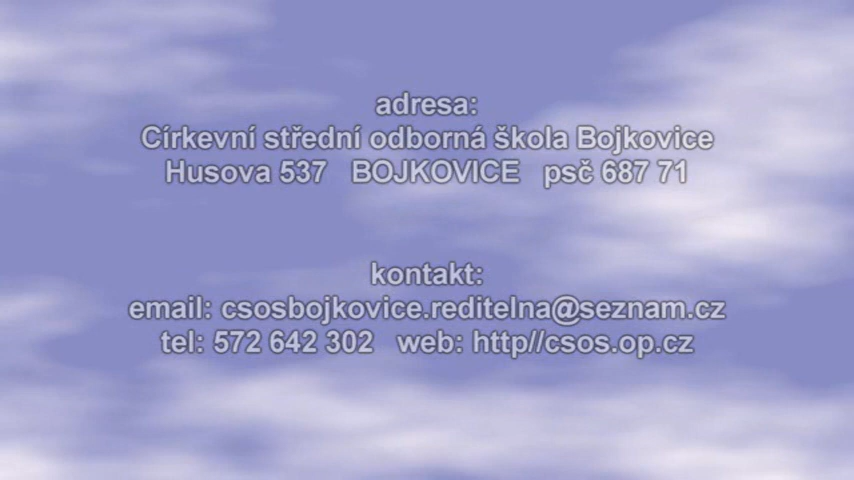 adresa:
Církevní střední odborná škola Bojkovice
Husova 537 BOJKOVICE psč 687 71
kontakt:
email: csosbojkovice.reditelna@seznam.cz
tel: 572 642 302 web: http//csos.op.cz